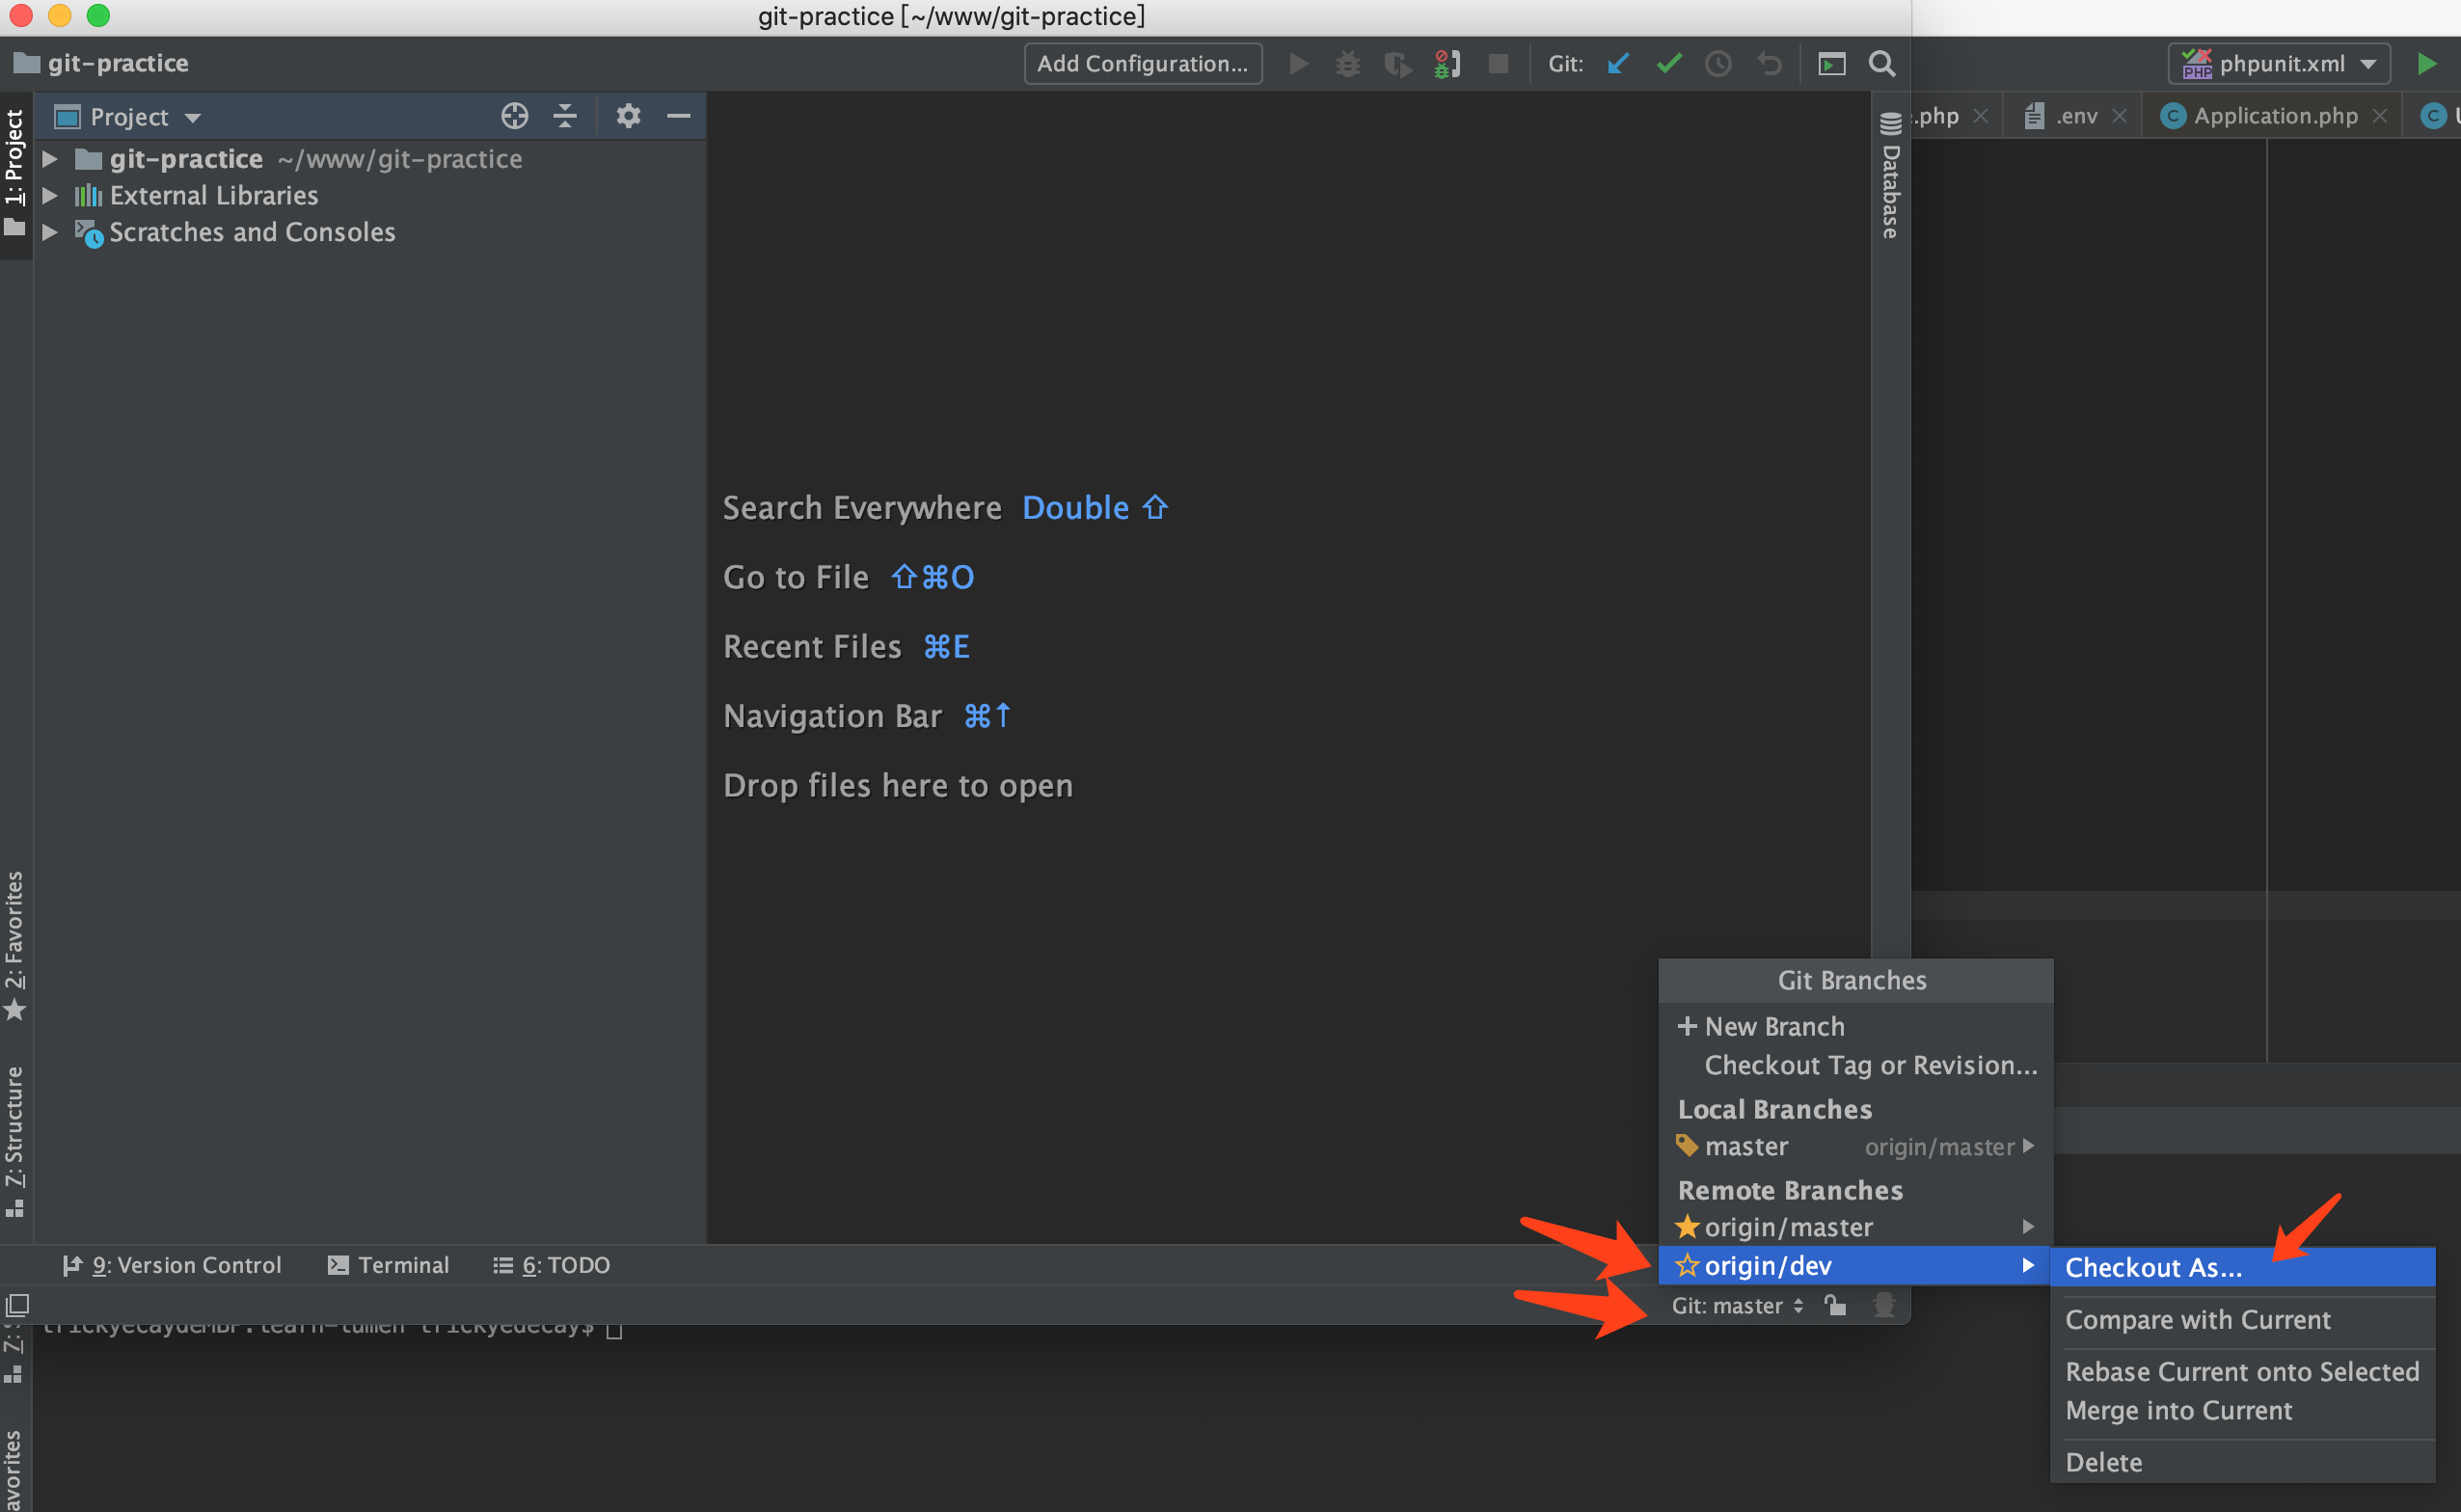 git-practice [~/www/git-practice]
git-practice
Add Configuration...
Git:
phpunit.xml
Project
.php
.env
Application.php
1: Project
git-practice ~/www/git-practice
External Libraries
Scratches and Consoles
Database
Search Everywhere Double ⇧
Go to File ⇧⌘O
Recent Files ⌘E
Navigation Bar ⌘↑
Drop files here to open
2: Favorites
7: Structure
Git Branches
New Branch
Checkout Tag or Revision...
Local Branches
master origin/master
Remote Branches
origin/master
origin/dev
Checkout As...
Compare with Current
Rebase Current onto Selected
Merge into Current
Delete
9: Version Control
Terminal
6: TODO
Git: master
avorites